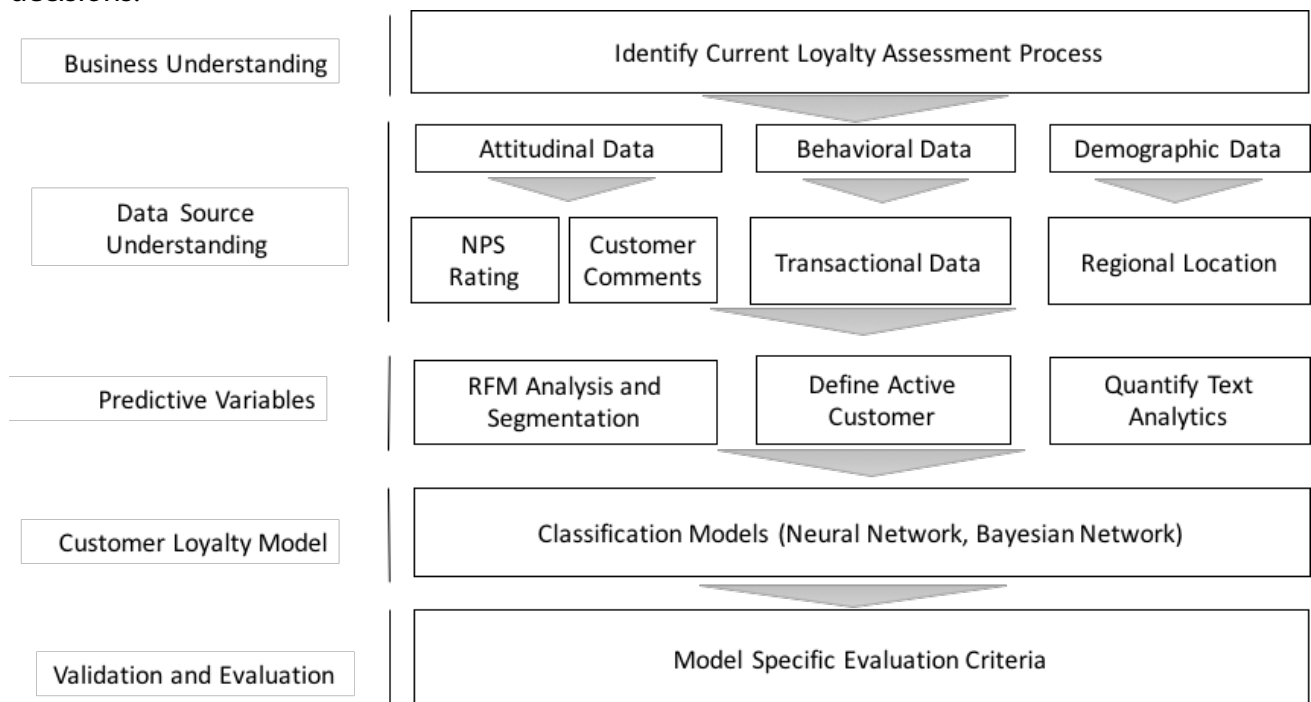 decisions.
Business Understanding
Identify Current Loyalty Assessment Process
Attitudinal Data
Behavioral Data
Demographic Data
Data Source
Understanding
NPS
Rating
Customer
Comments
Transactional Data
Regional Location
Predictive Variables
RFM Analysis and
Segmentation
Define Active
Customer
Quantify Text
Analytics
Customer Loyalty Model
Classification Models (Neural Network, Bayesian Network)
Validation and Evaluation
Model Specific Evaluation Criteria